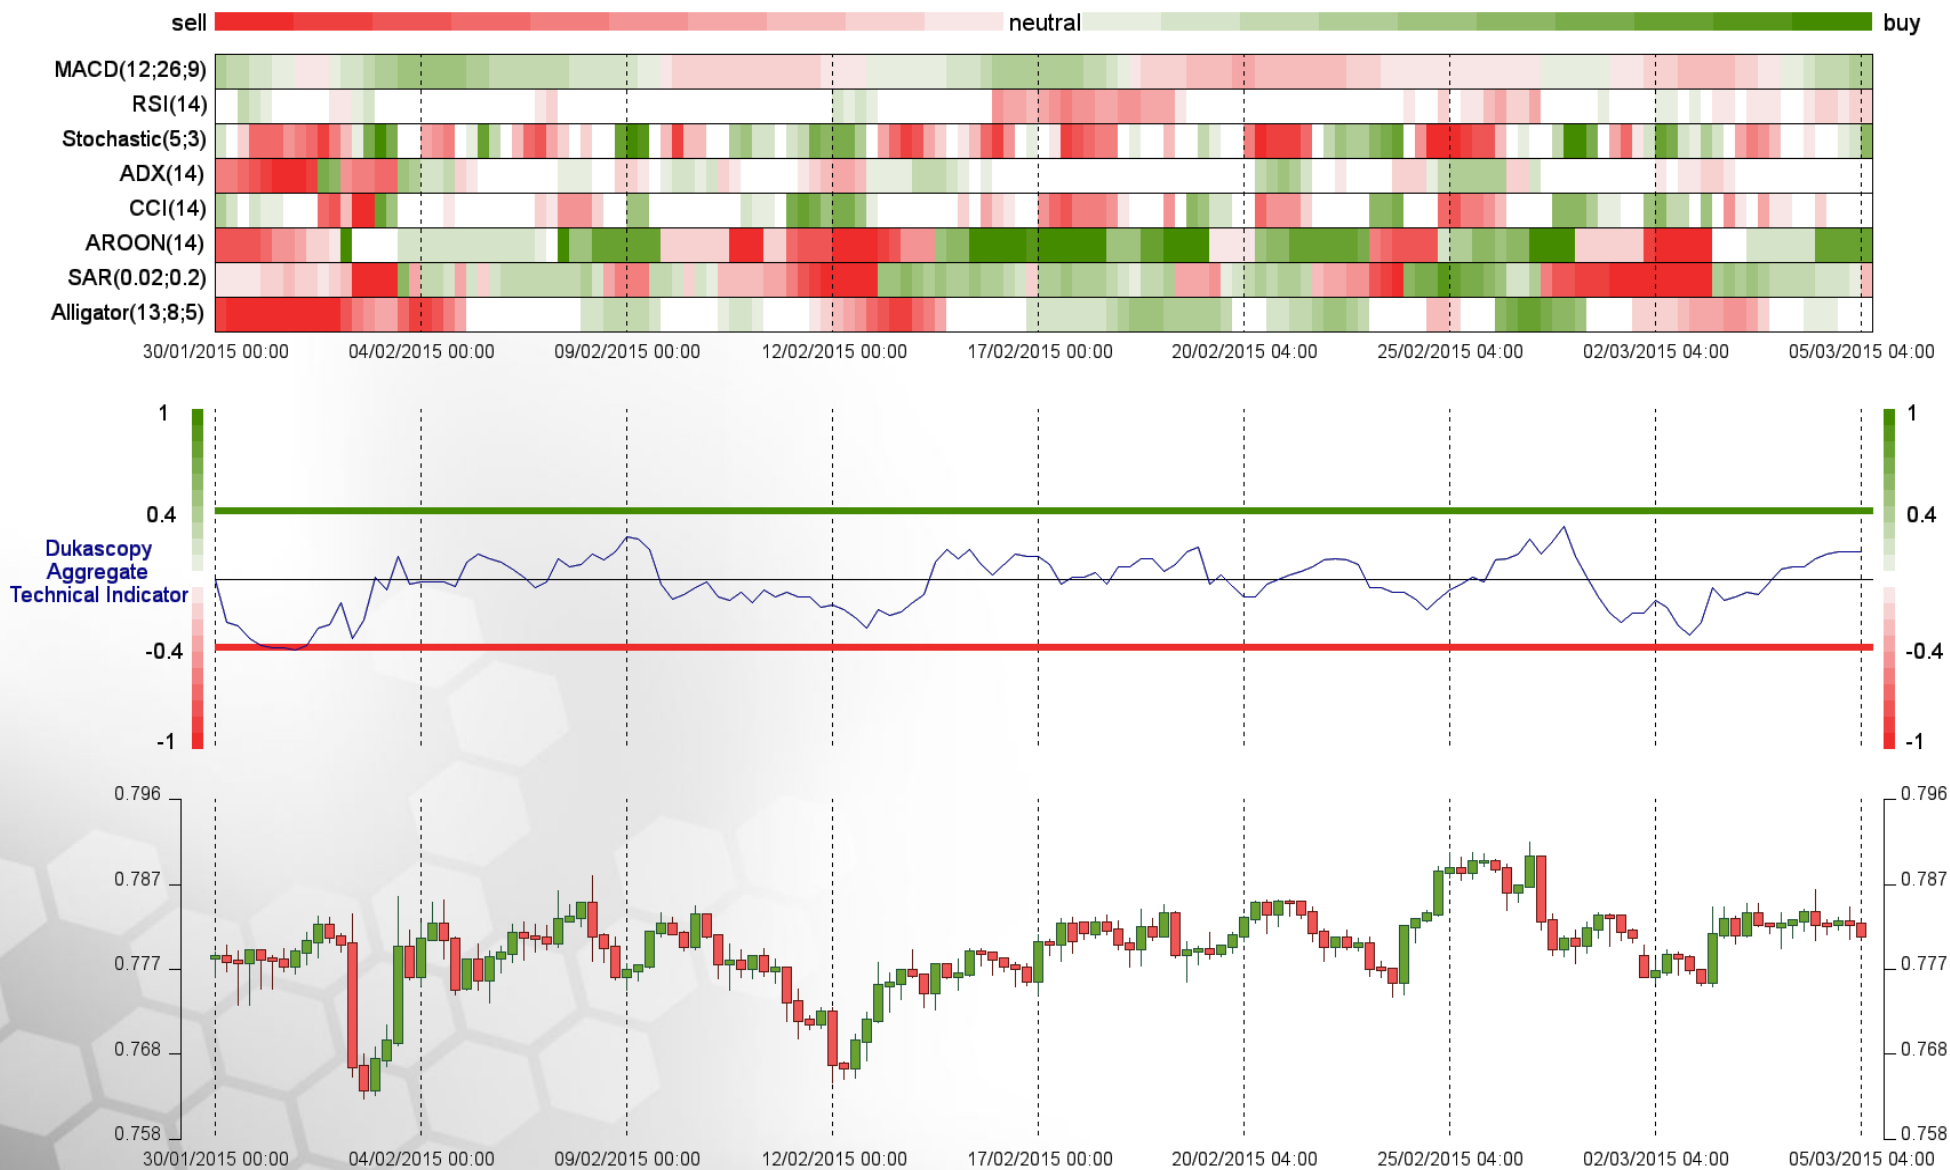 sell neutral buy
MACD(12;26;9)
RSI(14)
Stochastic(5;3)
ADX(14)
CCI(14)
AROON(14)
SAR(0.02;0.2)
Alligator(13;8;5)
30/01/2015 00:00 04/02/2015 00:00 09/02/2015 00:00 12/02/2015 00:00 17/02/2015 00:00 20/02/2015 04:00 25/02/2015 04:00 02/03/2015 04:00 05/03/2015 04:00
1 1
0.4 0.4
Dukascopy
Aggregate
Technical Indicator
-0.4 -0.4
-1 -1
0.796 0.796
0.787 0.787
0.777 0.777
0.768 0.768
0.758 0.758
30/01/2015 00:00 04/02/2015 00:00 09/02/2015 00:00 12/02/2015 00:00 17/02/2015 00:00 20/02/2015 04:00 25/02/2015 04:00 02/03/2015 04:00 05/03/2015 04:00